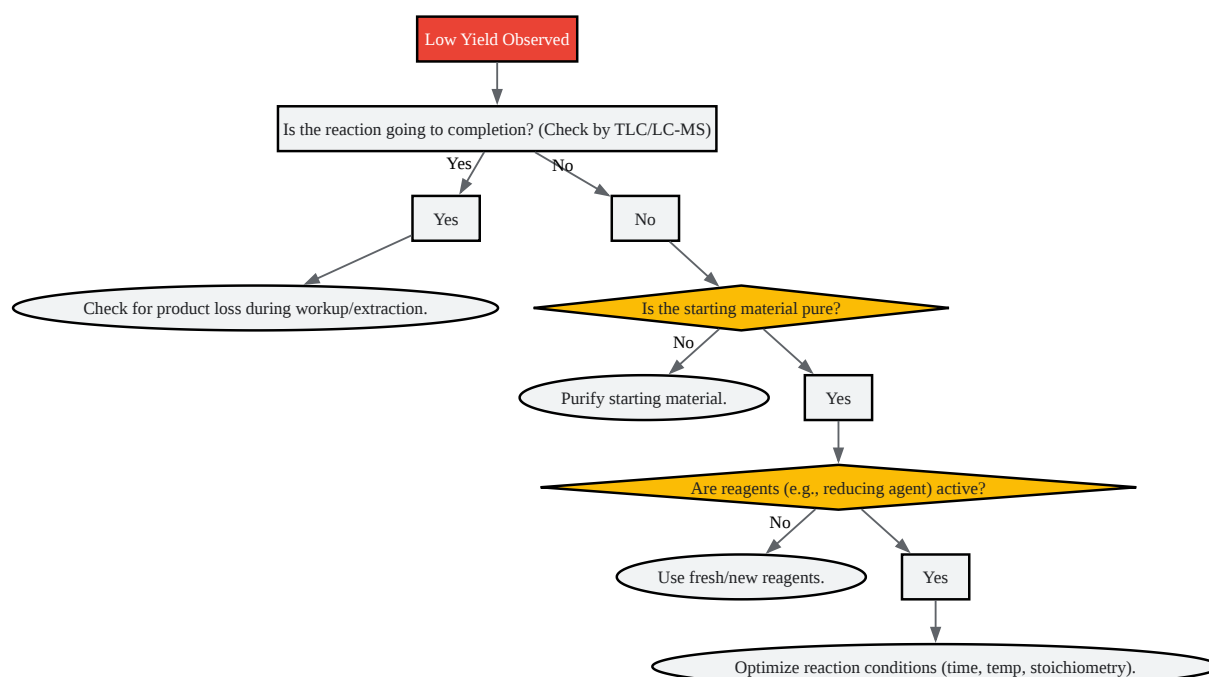 Low Yield Observed
Is the reaction going to completion? (Check by TLC/LC-MS)
Yes
No
Yes
No
Check for product loss during workup/extraction.
Is the starting material pure?
No
Purify starting material.
Yes
Are reagents (e.g., reducing agent) active?
No
Use fresh/new reagents.
Yes
Optimize reaction conditions (time, temp, stoichiometry).